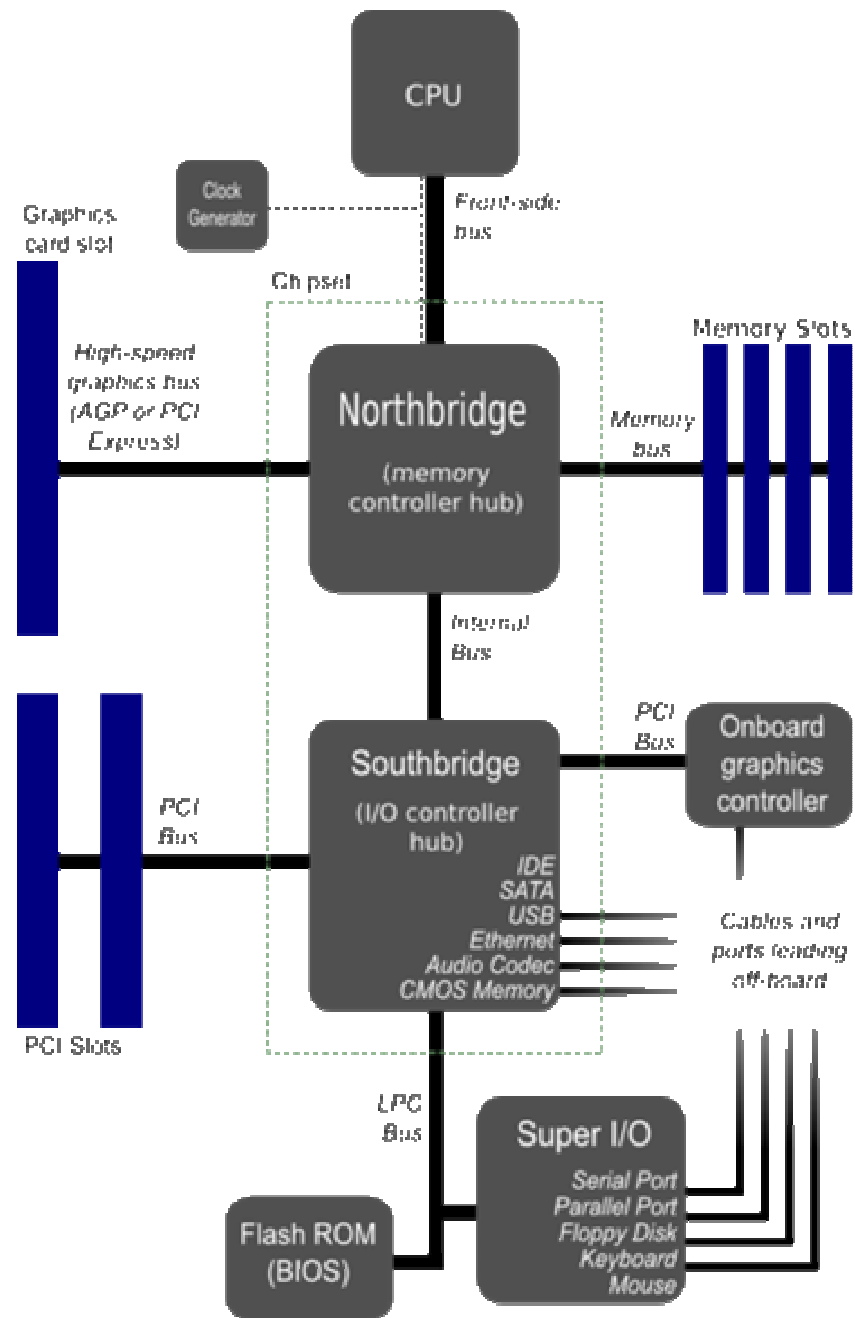 CPU
Clock
Generator
Front-side
bus
Graphics
card slot
Chipset
High-speed
graphics bus
(AGP or PCI
Express)
Northbridge
(memory
controller hub)
Memory Slots
Memory
bus
Internal
Bus
PCI
Bus
Onboard
graphics
controller
Southbridge
(I/O controller
hub)
IDE
SATA
USB
Ethernet
Audio Codec
CMOS Memory
PCI
Bus
Cables and
ports leading
off-board
PCI Slots
LPC
Bus
Super I/O
Serial Port
Parallel Port
Floppy Disk
Keyboard
Mouse
Flash ROM
(BIOS)